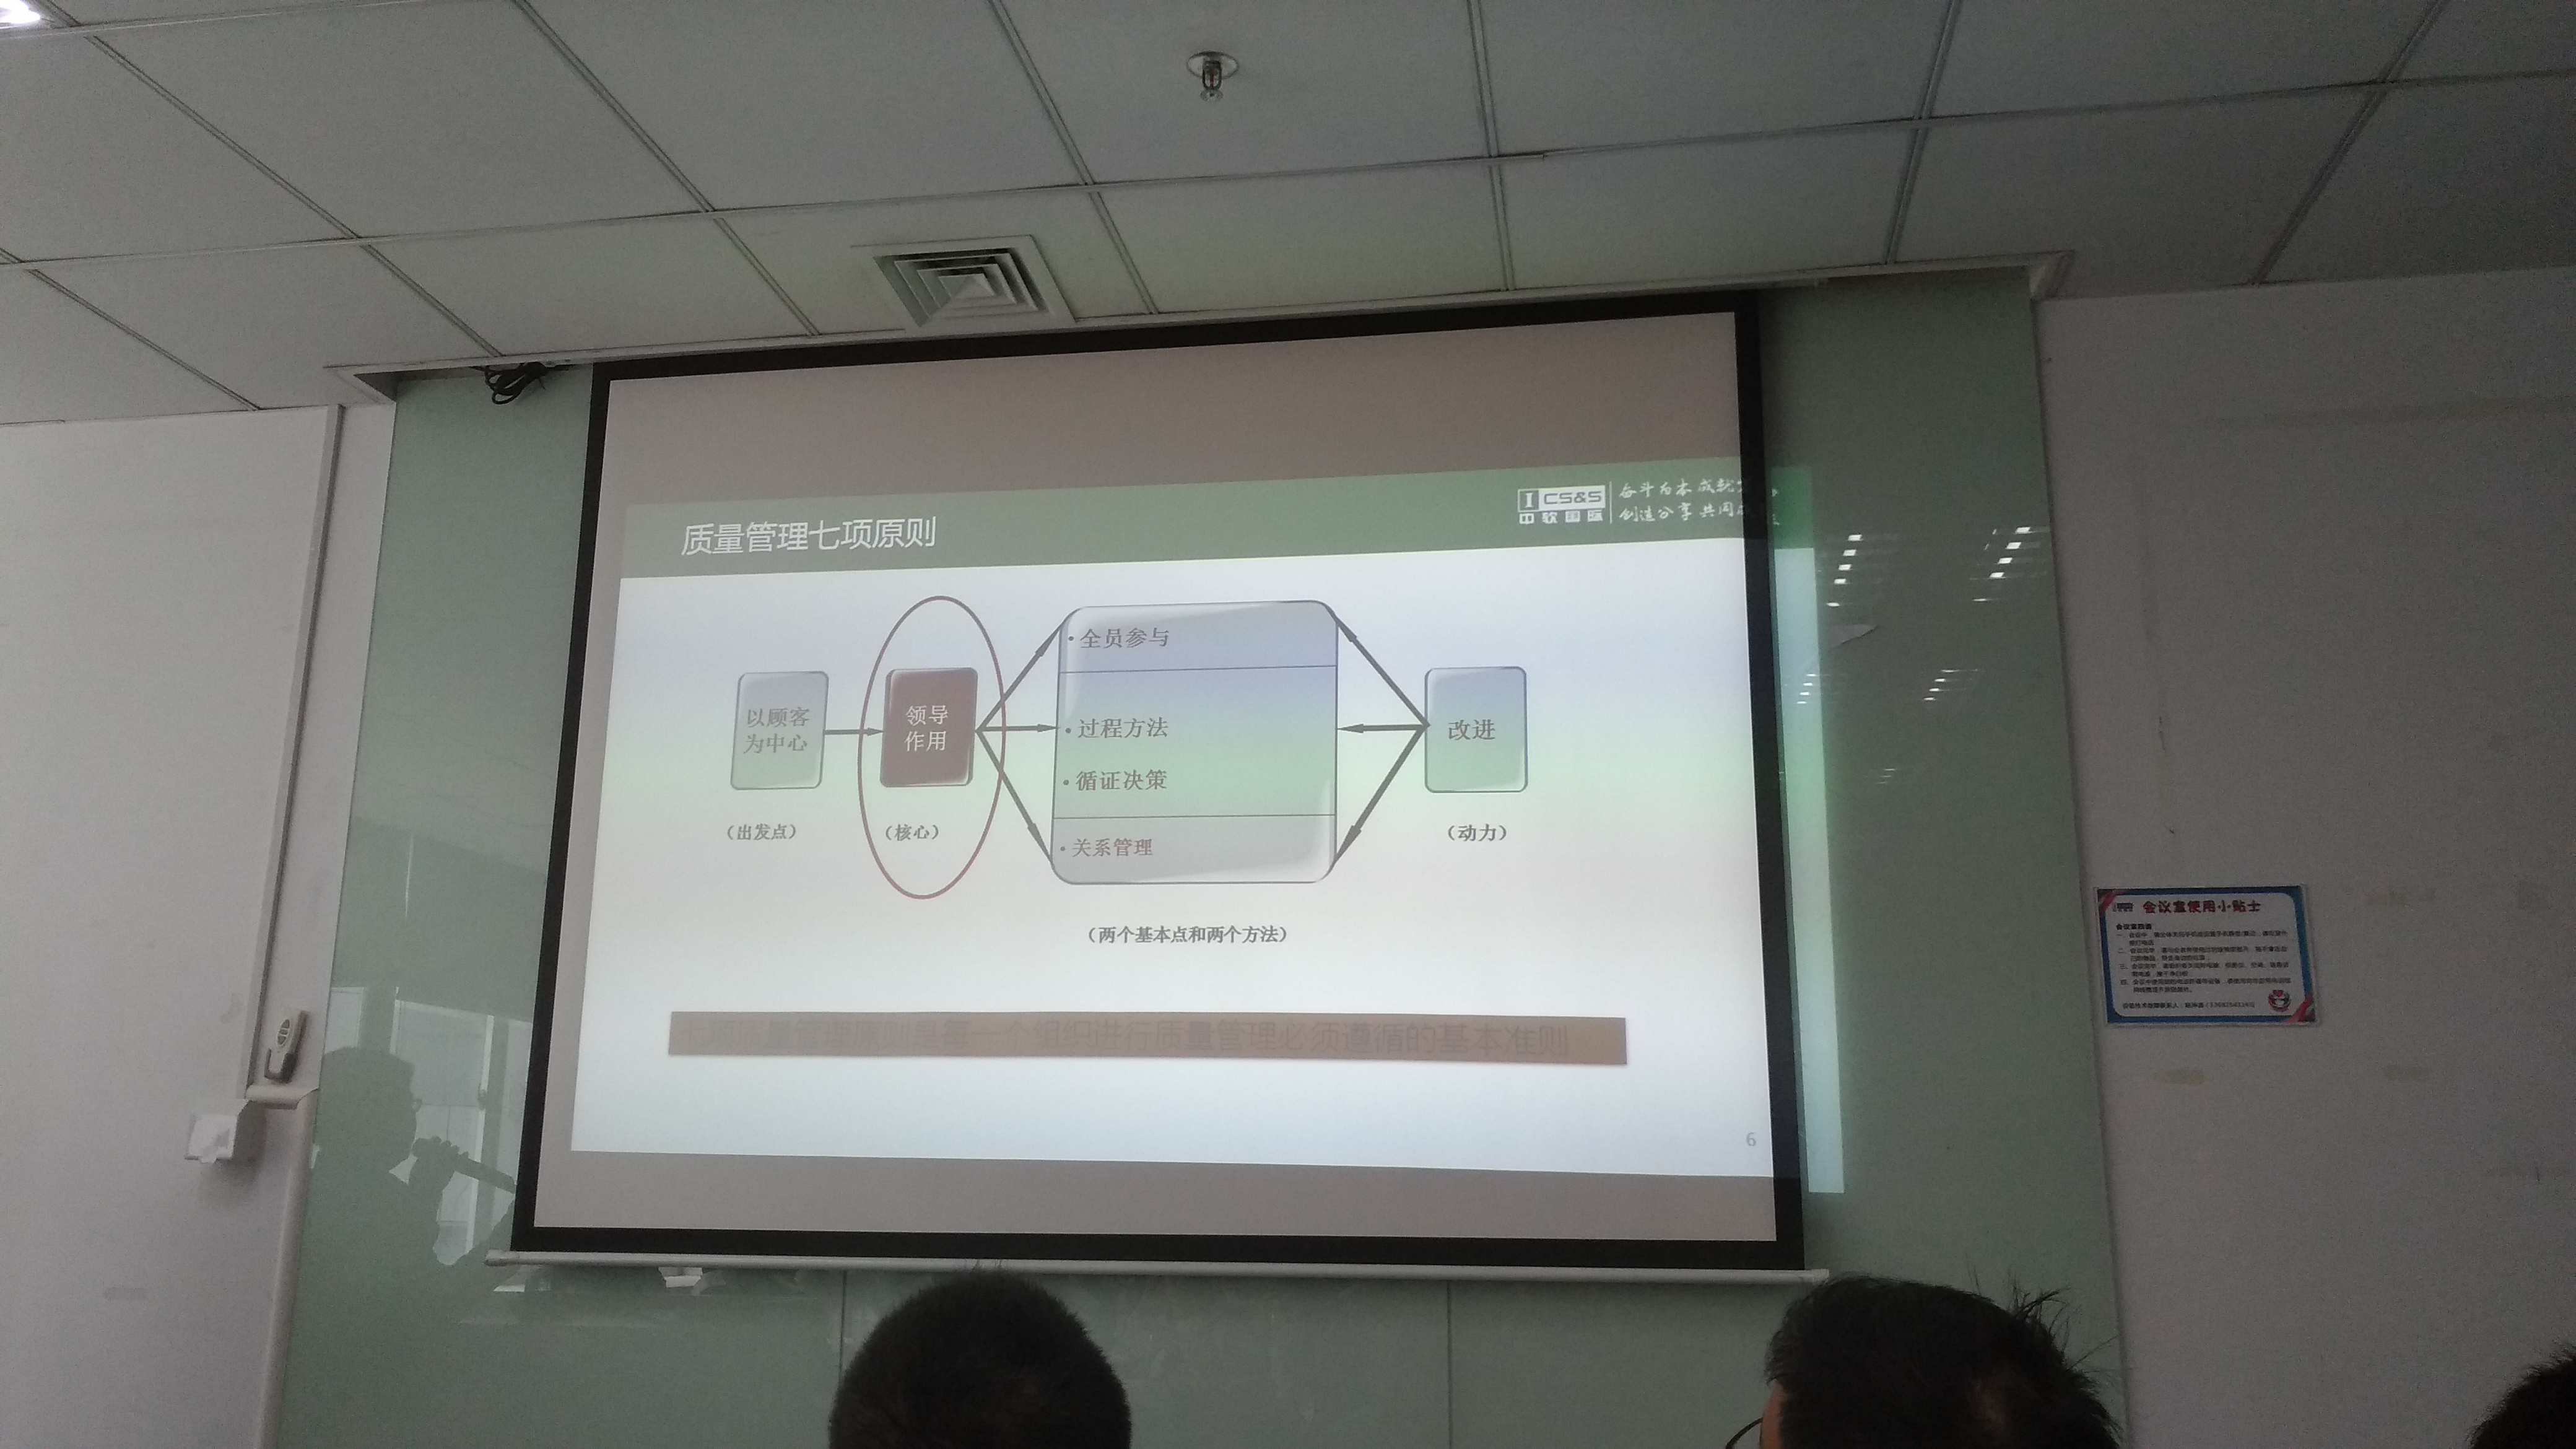 质量管理七项原则
I CS&S
中软国际
奋斗为本 成就
创造分享 共同成
以顾客
为中心
(出发点)
领导
作用
(核心)
• 全员参与
• 过程方法
• 循证决策
• 关系管理
(两个基本点和两个方法)
改进
(动力)
七项质量管理原则是每一个组织进行质量管理必须遵循的基本准则
6
会议室使用小贴士